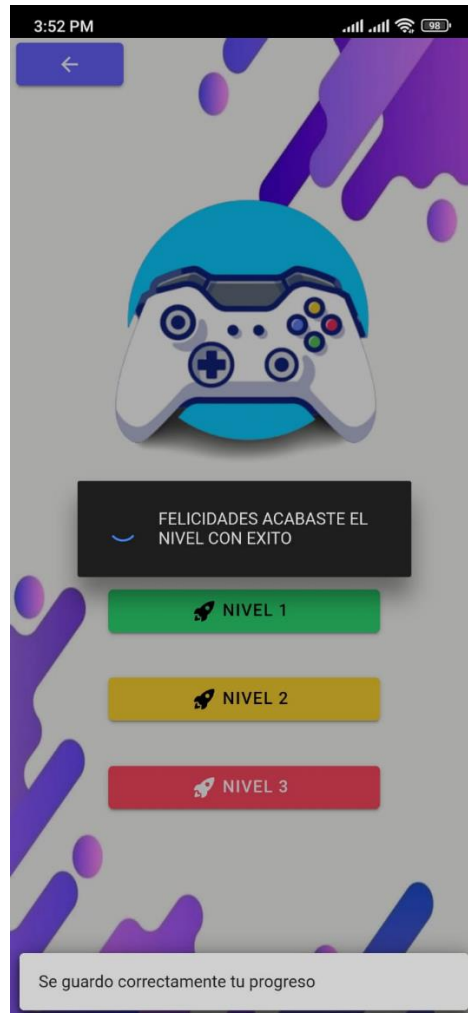 3:52 PM
98
FELICIDADES ACABASTE EL
NIVEL CON EXITO
NIVEL 1
NIVEL 2
NIVEL 3
Se guardo correctamente tu progreso